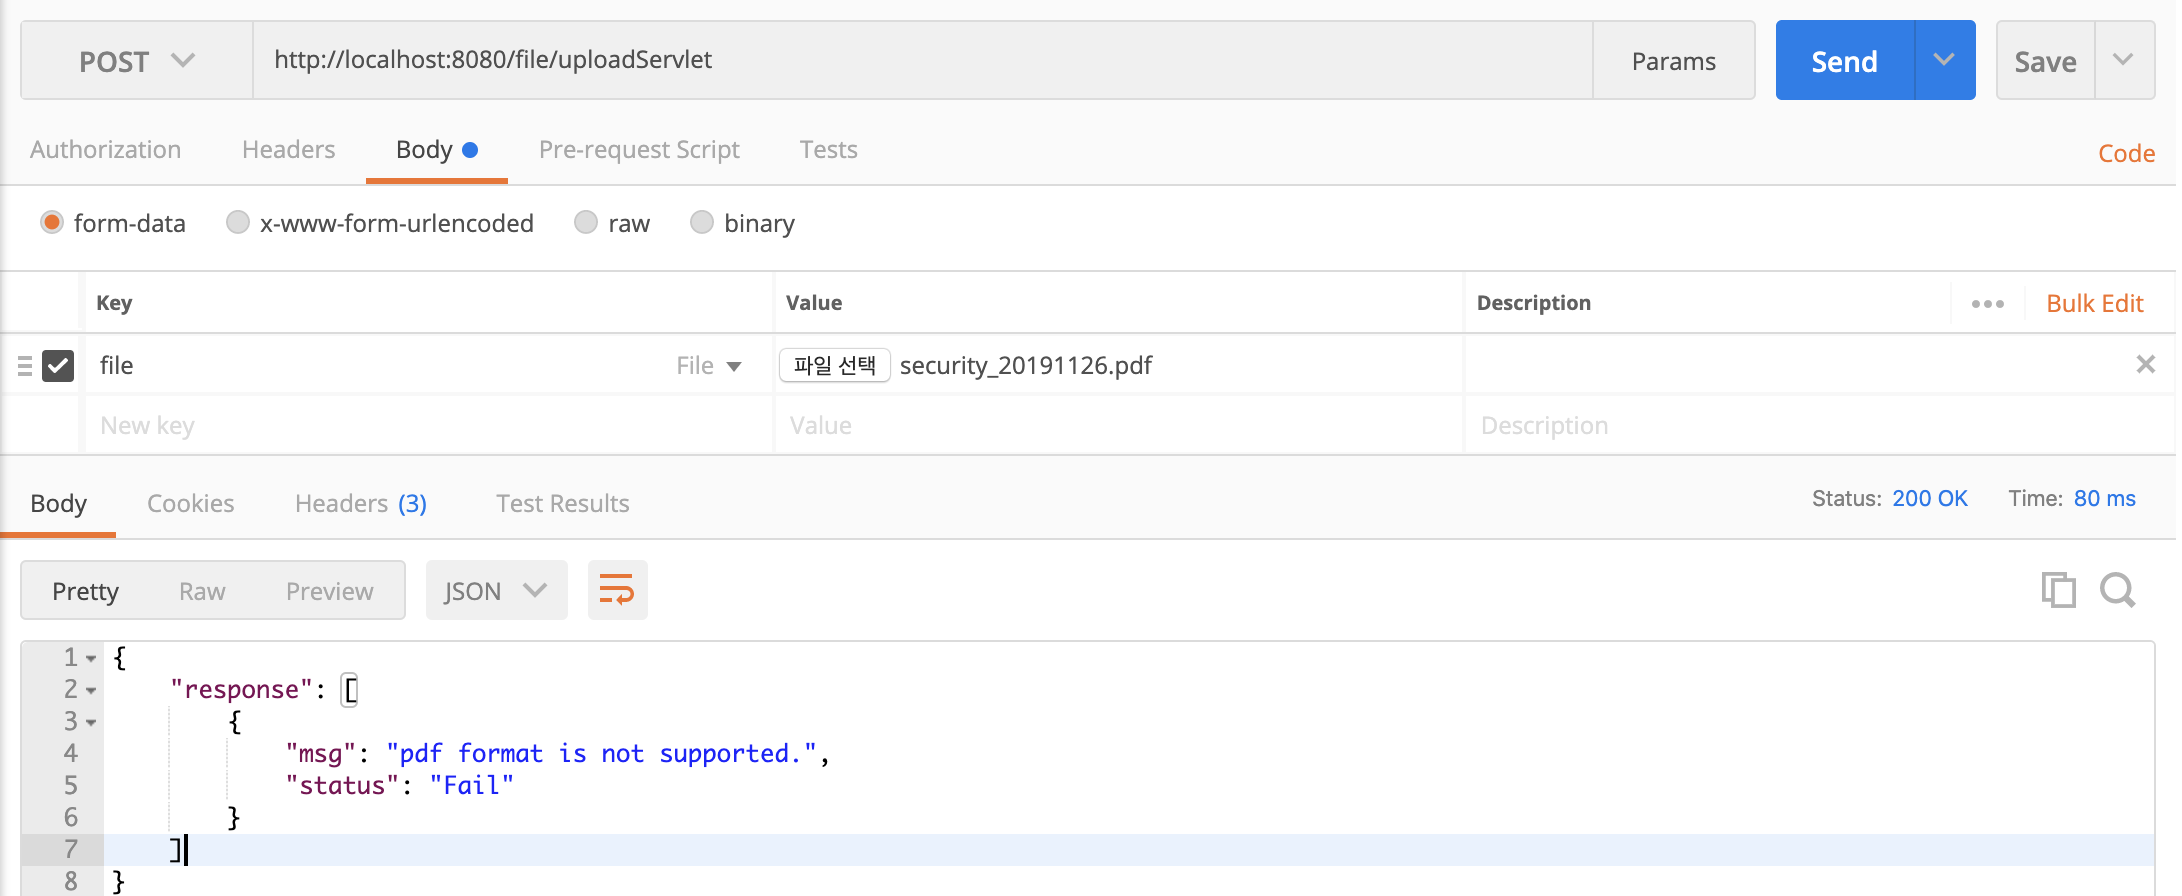 POST http://localhost:8080/file/uploadServlet Params Send Save
Authorization Headers Body Pre-request Script Tests Code
form-data x-www-form-urlencoded raw binary
Key Value Description Bulk Edit
file File 파일 선택 security_20191126.pdf
New key Value Description
Body Cookies Headers (3) Test Results Status: 200 OK Time: 80 ms
Pretty Raw Preview JSON
1 {
2 "response": [
3 {
4 "msg": "pdf format is not supported.",
5 "status": "Fail"
6 }
7 ]
8 }